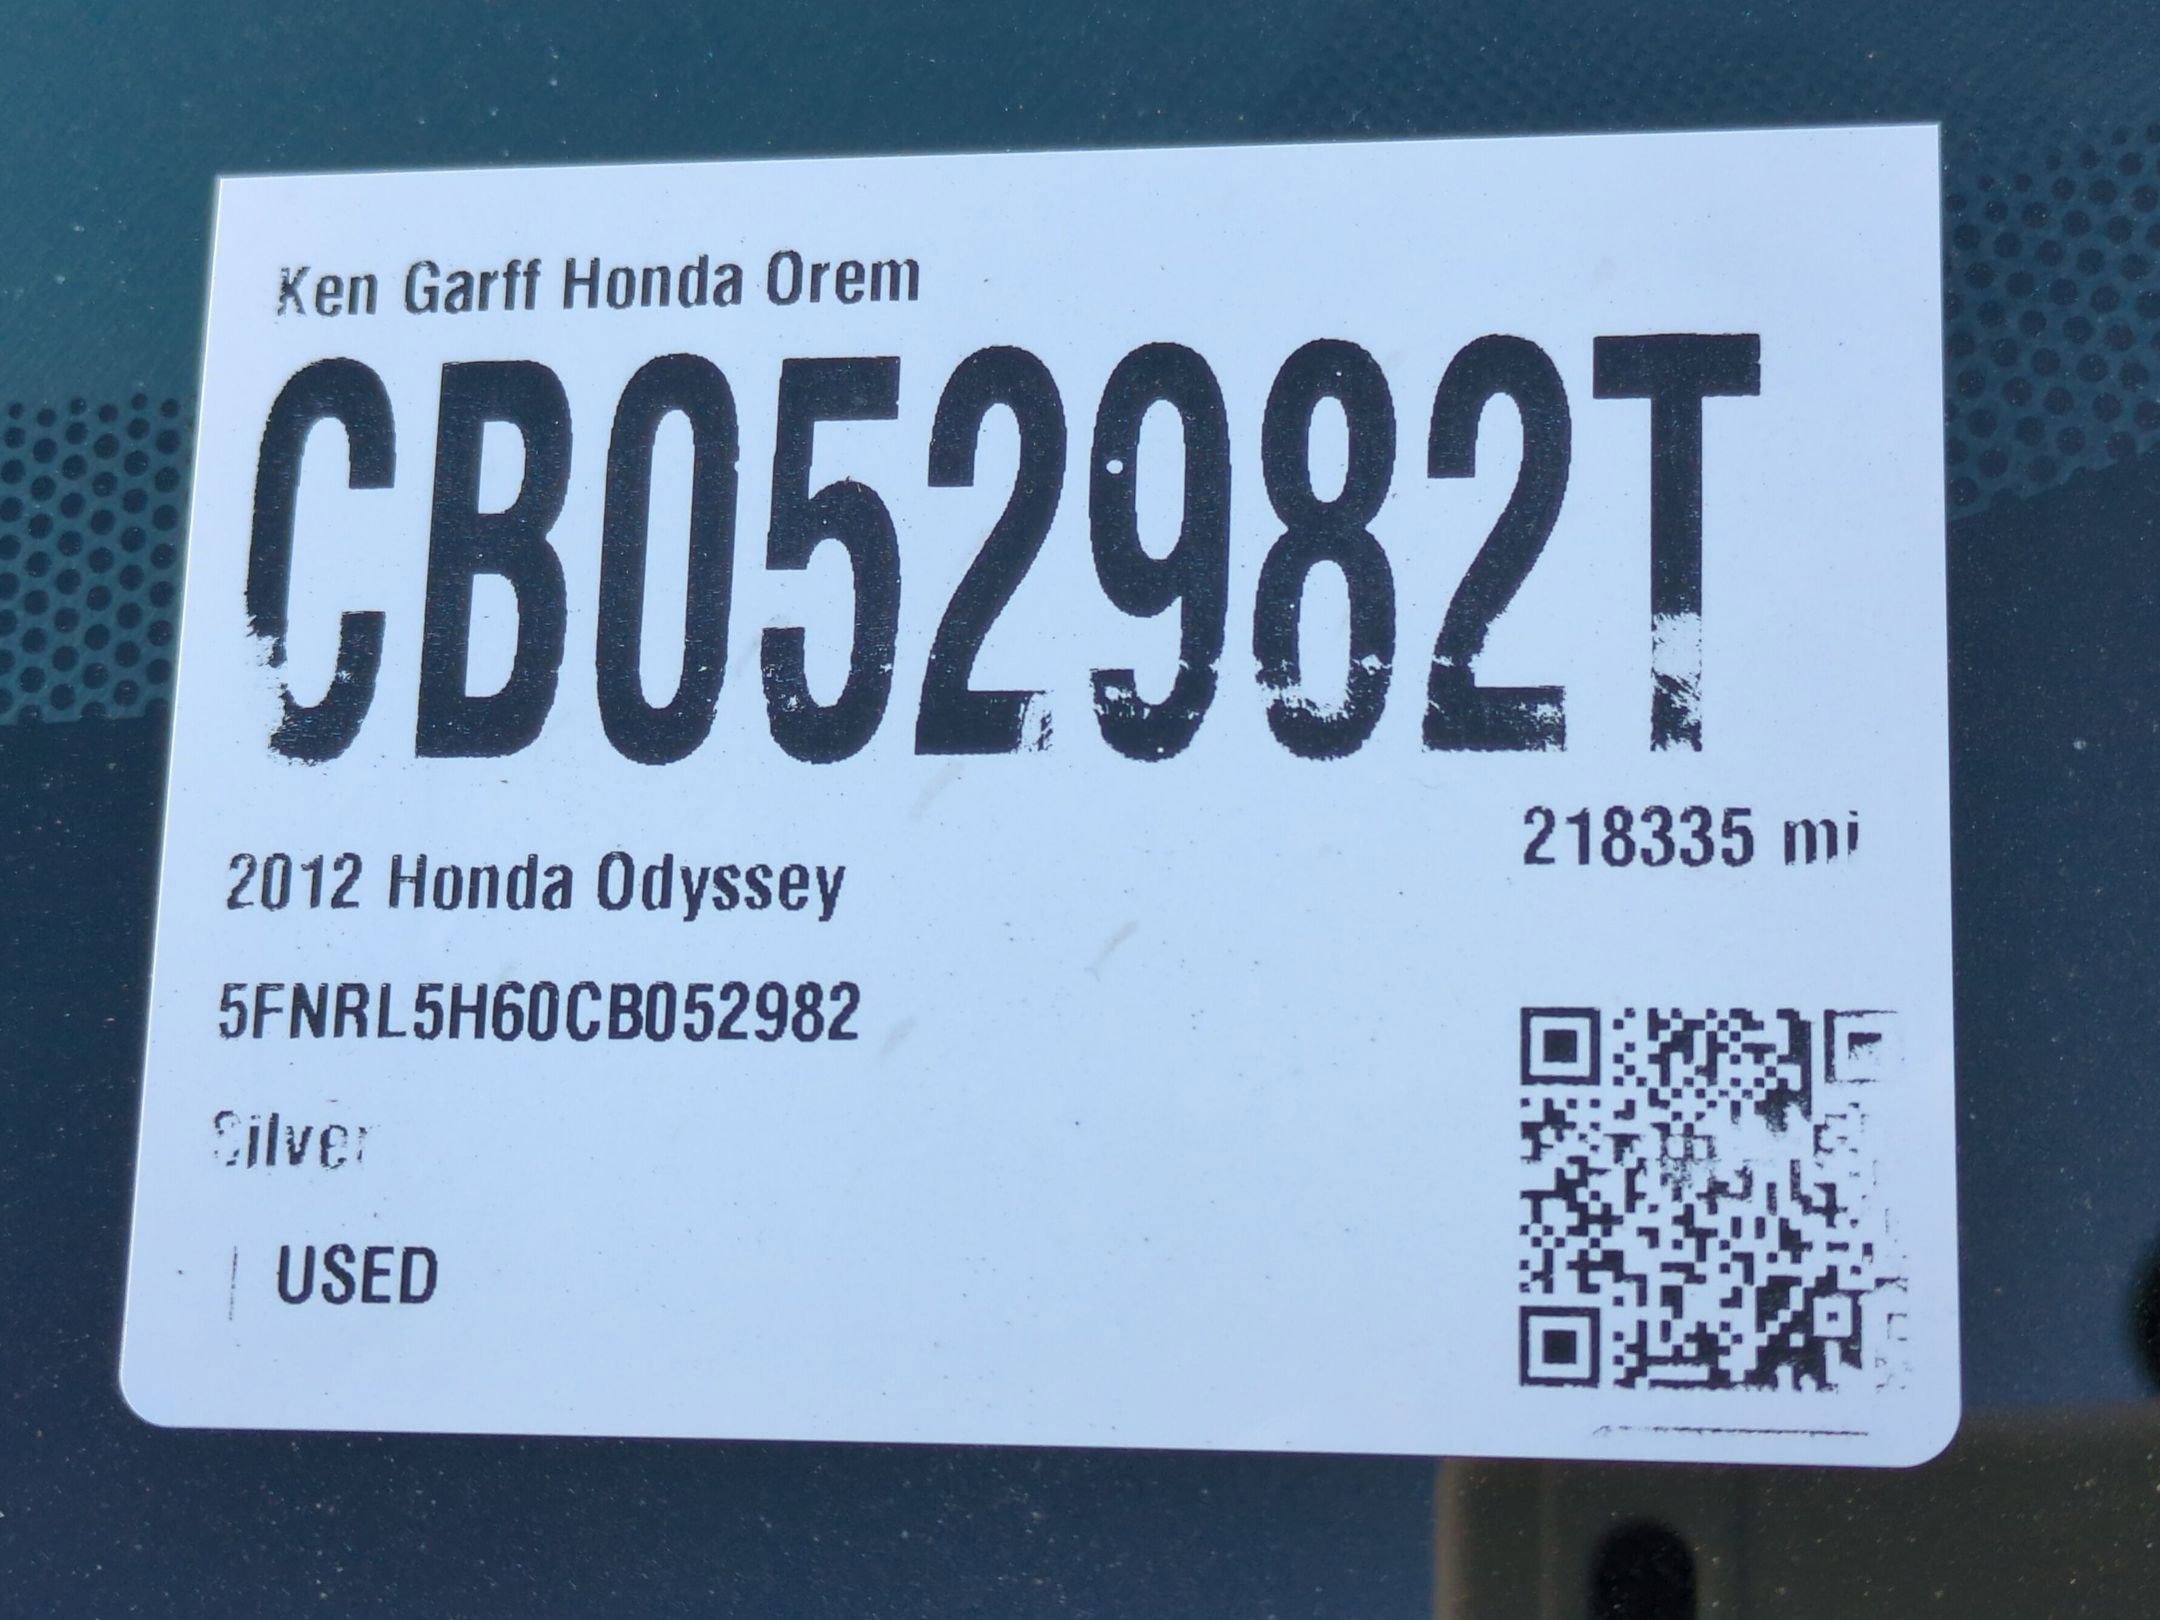 Ken Garff Honda Orem
CB052982T
218335 mi
2012 Honda Odyssey
5FNRL5H60CB052982
Silver
USED